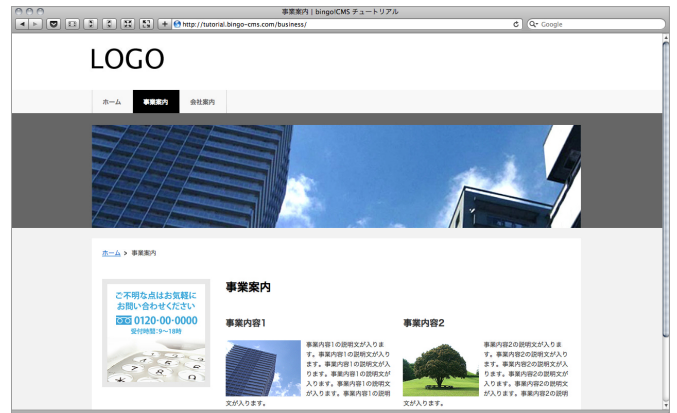 事業案内 | bingo!CMS チュートリアル
http://tutorial.bingo-cms.com/business/
Google
LOGO
ホーム 事業案内 会社案内
ホーム > 事業案内
ご不明な点はお気軽に
お問い合わせください
0120-00-0000
受付時間：9〜18時
事業案内
事業内容1
事業内容1の説明文が入りま
す。事業内容1の説明文が入り
ます。事業内容1の説明文が入
ります。事業内容1の説明文が
入ります。事業内容1の説明文
が入ります。事業内容1の説明
文が入ります。
事業内容2
事業内容2の説明文が入りま
す。事業内容2の説明文が入り
ます。事業内容2の説明文が入
ります。事業内容2の説明文が
入ります。事業内容2の説明文
が入ります。事業内容2の説明
文が入ります。